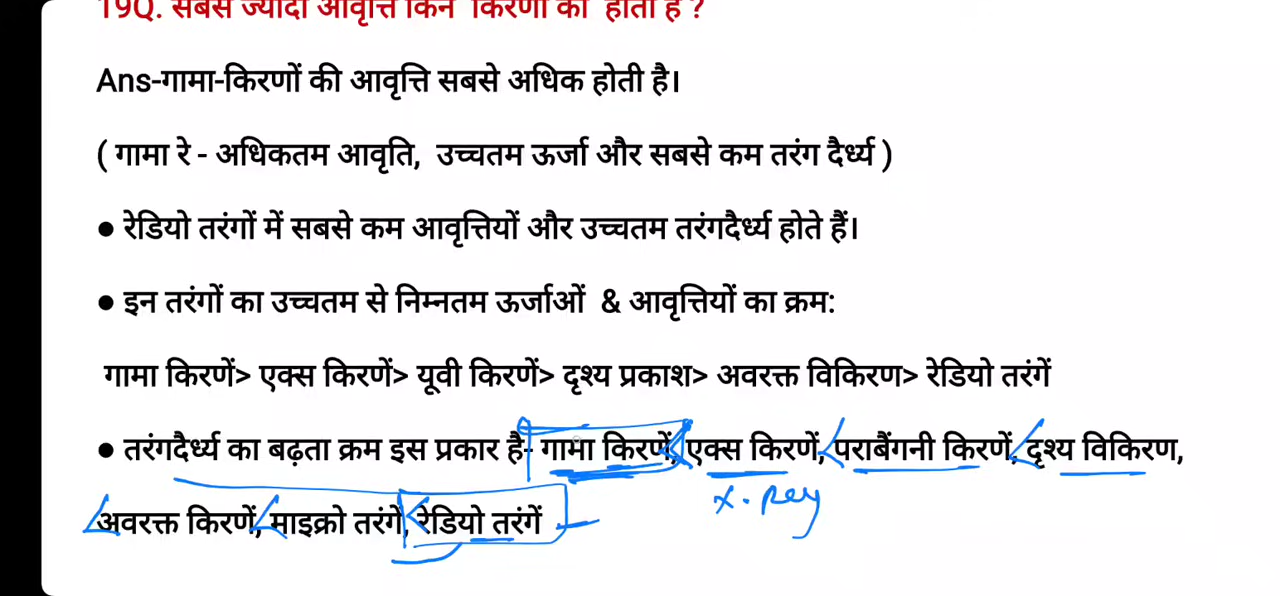 19Q. सबसे ज्यादा आवृत्ति किन किरणों की होती है ?
Ans-गामा-किरणों की आवृत्ति सबसे अधिक होती है।
( गामा रे - अधिकतम आवृति, उच्चतम ऊर्जा और सबसे कम तरंग दैर्ध्य )
● रेडियो तरंगों में सबसे कम आवृत्तियों और उच्चतम तरंगदैर्ध्य होते हैं।
● इन तरंगों का उच्चतम से निम्नतम ऊर्जाओं & आवृत्तियों का क्रम:
गामा किरणें> एक्स किरणें> यूवी किरणें> दृश्य प्रकाश> अवरक्त विकिरण> रेडियो तरंगें
● तरंगदैर्ध्य का बढ़ता क्रम इस प्रकार है- गामा किरणें, < एक्स किरणें, < पराबैंगनी किरणें, < दृश्य विकिरण,
x. Rey
< अवरक्त किरणें, < माइक्रो तरंगें, < रेडियो तरंगें